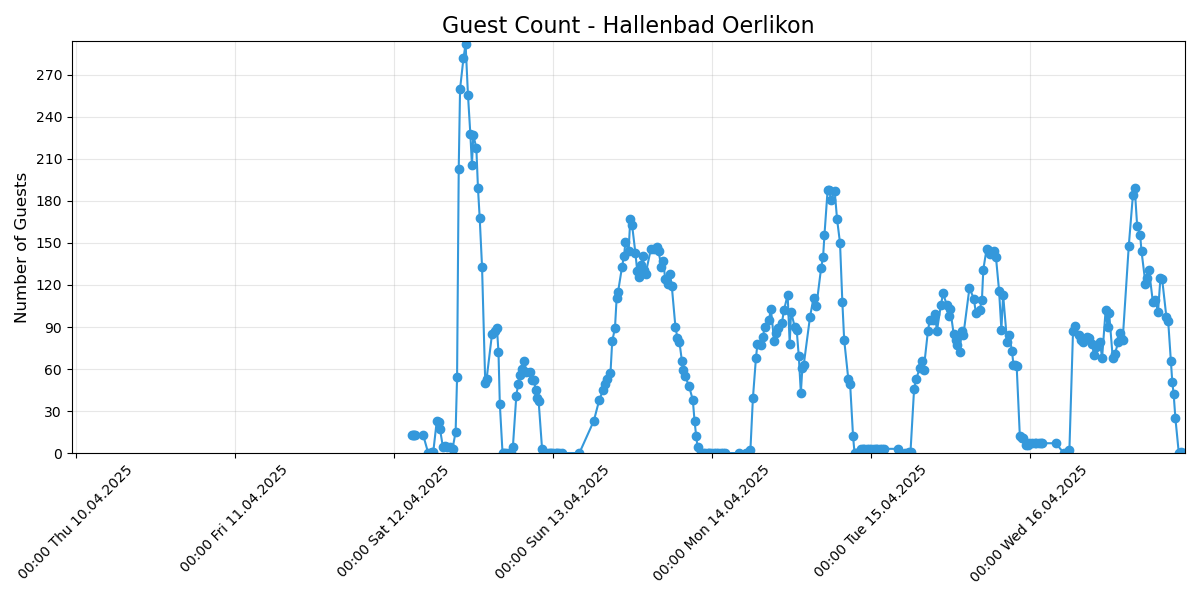 Guest Count - Hallenbad Oerlikon
Number of Guests
270
240
210
180
150
120
90
60
30
0
00:00 Thu 10.04.2025
00:00 Fri 11.04.2025
00:00 Sat 12.04.2025
00:00 Sun 13.04.2025
00:00 Mon 14.04.2025
00:00 Tue 15.04.2025
00:00 Wed 16.04.2025